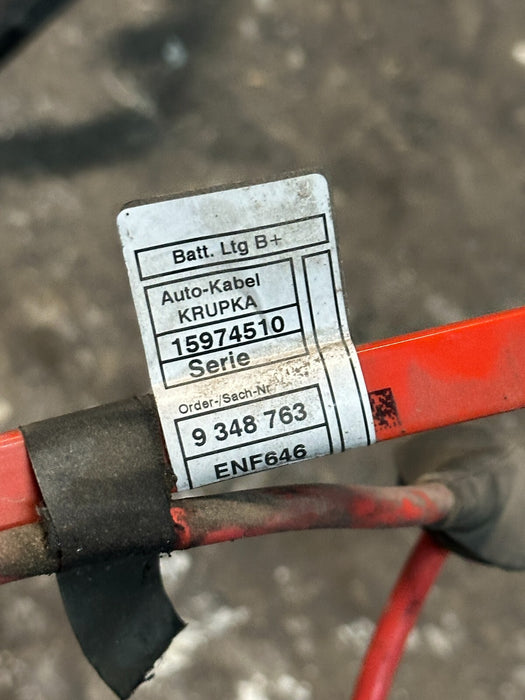 Batt. Ltg B+
Auto-Kabel
KRUPKA
15974510
Serie
Order-/Sach-Nr
9 348 763
ENF646